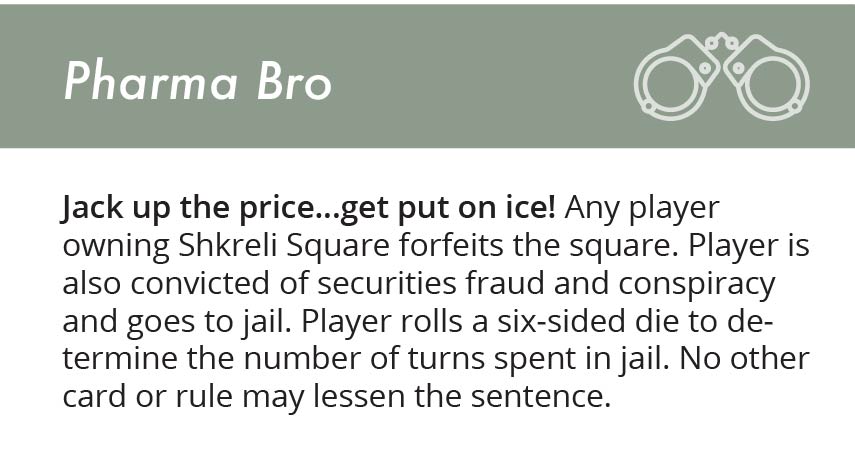 Pharma Bro
Jack up the price...get put on ice! Any player
owning Shkreli Square forfeits the square. Player is
also convicted of securities fraud and conspiracy
and goes to jail. Player rolls a six-sided die to de-
termine the number of turns spent in jail. No other
card or rule may lessen the sentence.